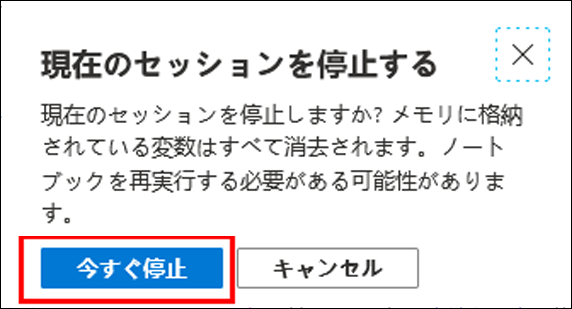 現在のセッションを停止する
現在のセッションを停止しますか? メモリに格納
されている変数はすべて消去されます。ノート
ブックを再実行する必要がある可能性がありま
す。
今すぐ停止
キャンセル